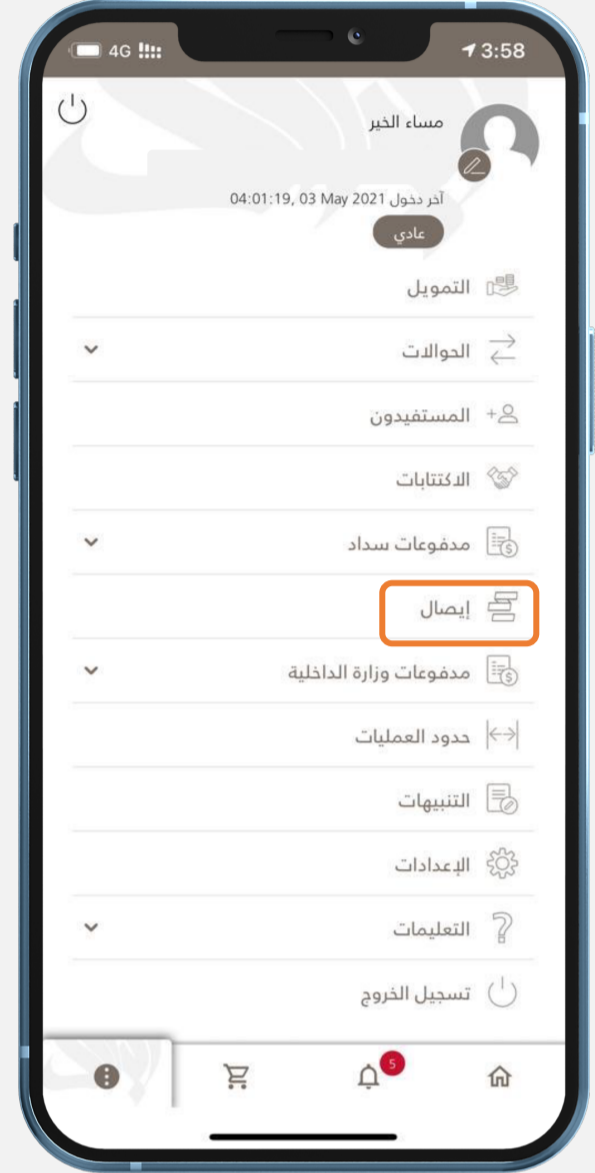 4G 3:58
مساء الخير
آخر دخول 04:01:19, 03 May 2021
عادي
التمويل
الحوالات
المستفيدون
الاكتتابات
مدفوعات سداد
إيصال
مدفوعات وزارة الداخلية
حدود العمليات
التنبيهات
الإعدادات
التعليمات
تسجيل الخروج
5